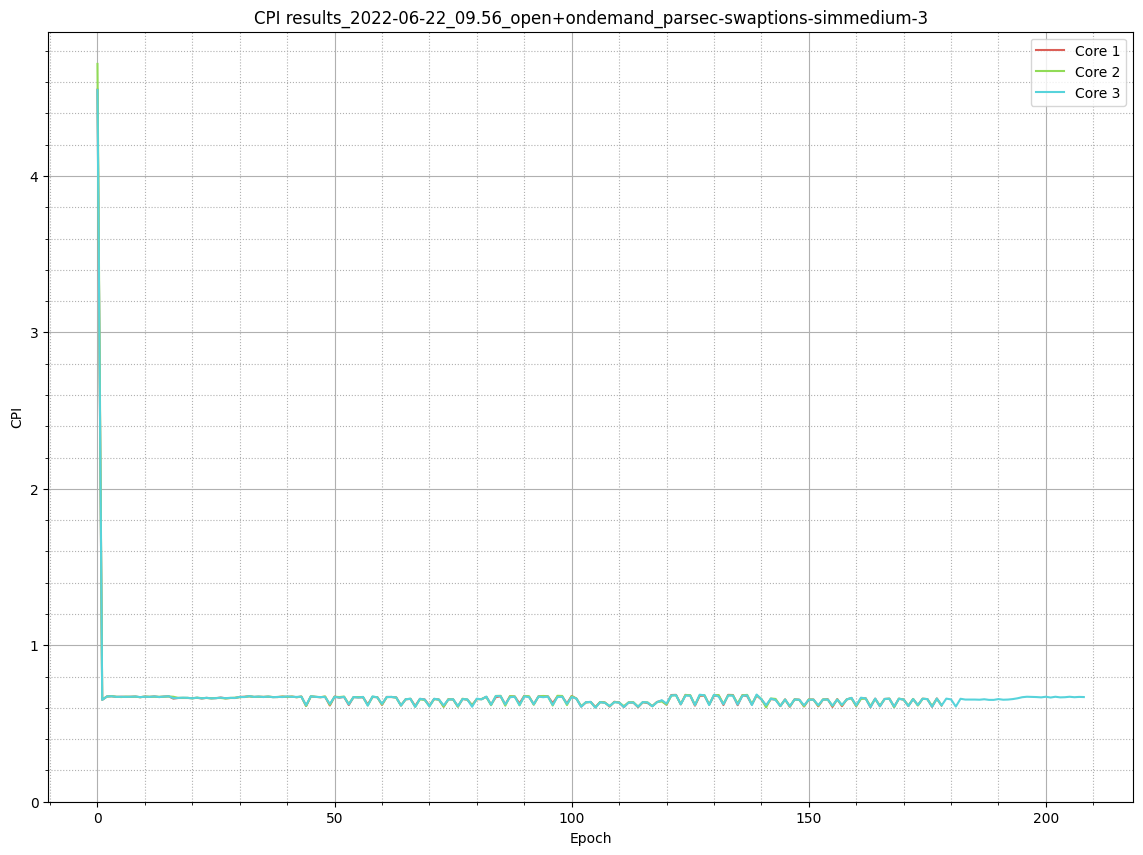 CPI results_2022-06-22_09.56_open+ondemand_parsec-swaptions-simmedium-3
Core 1
Core 2
Core 3
CPI
4
3
2
1
0
0
50
100
150
200
Epoch